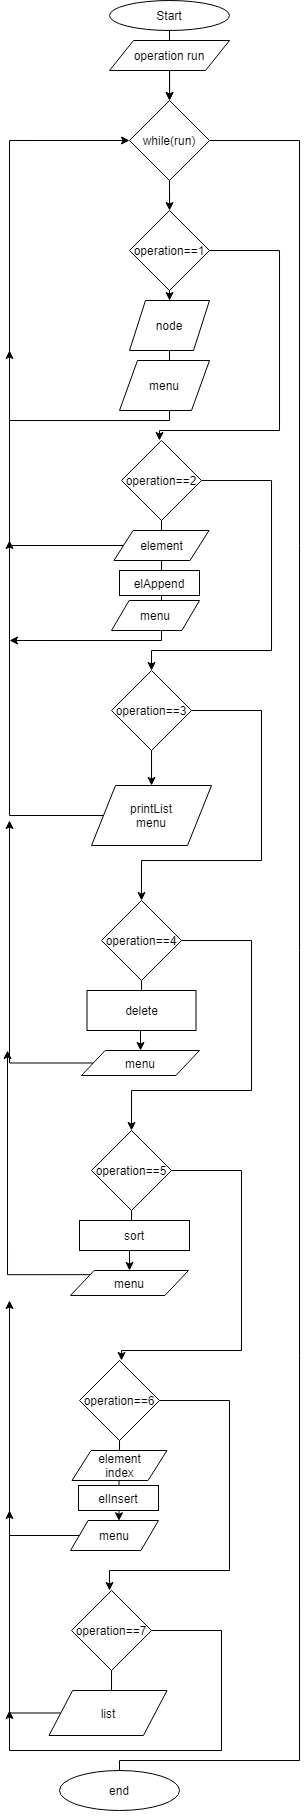 Start
operation run
while(run)
operation==1
node
menu
operation==2
element
elAppend
menu
operation==3
printList
menu
operation==4
delete
menu
operation==5
sort
menu
operation==6
element
index
elInsert
menu
operation==7
list
end